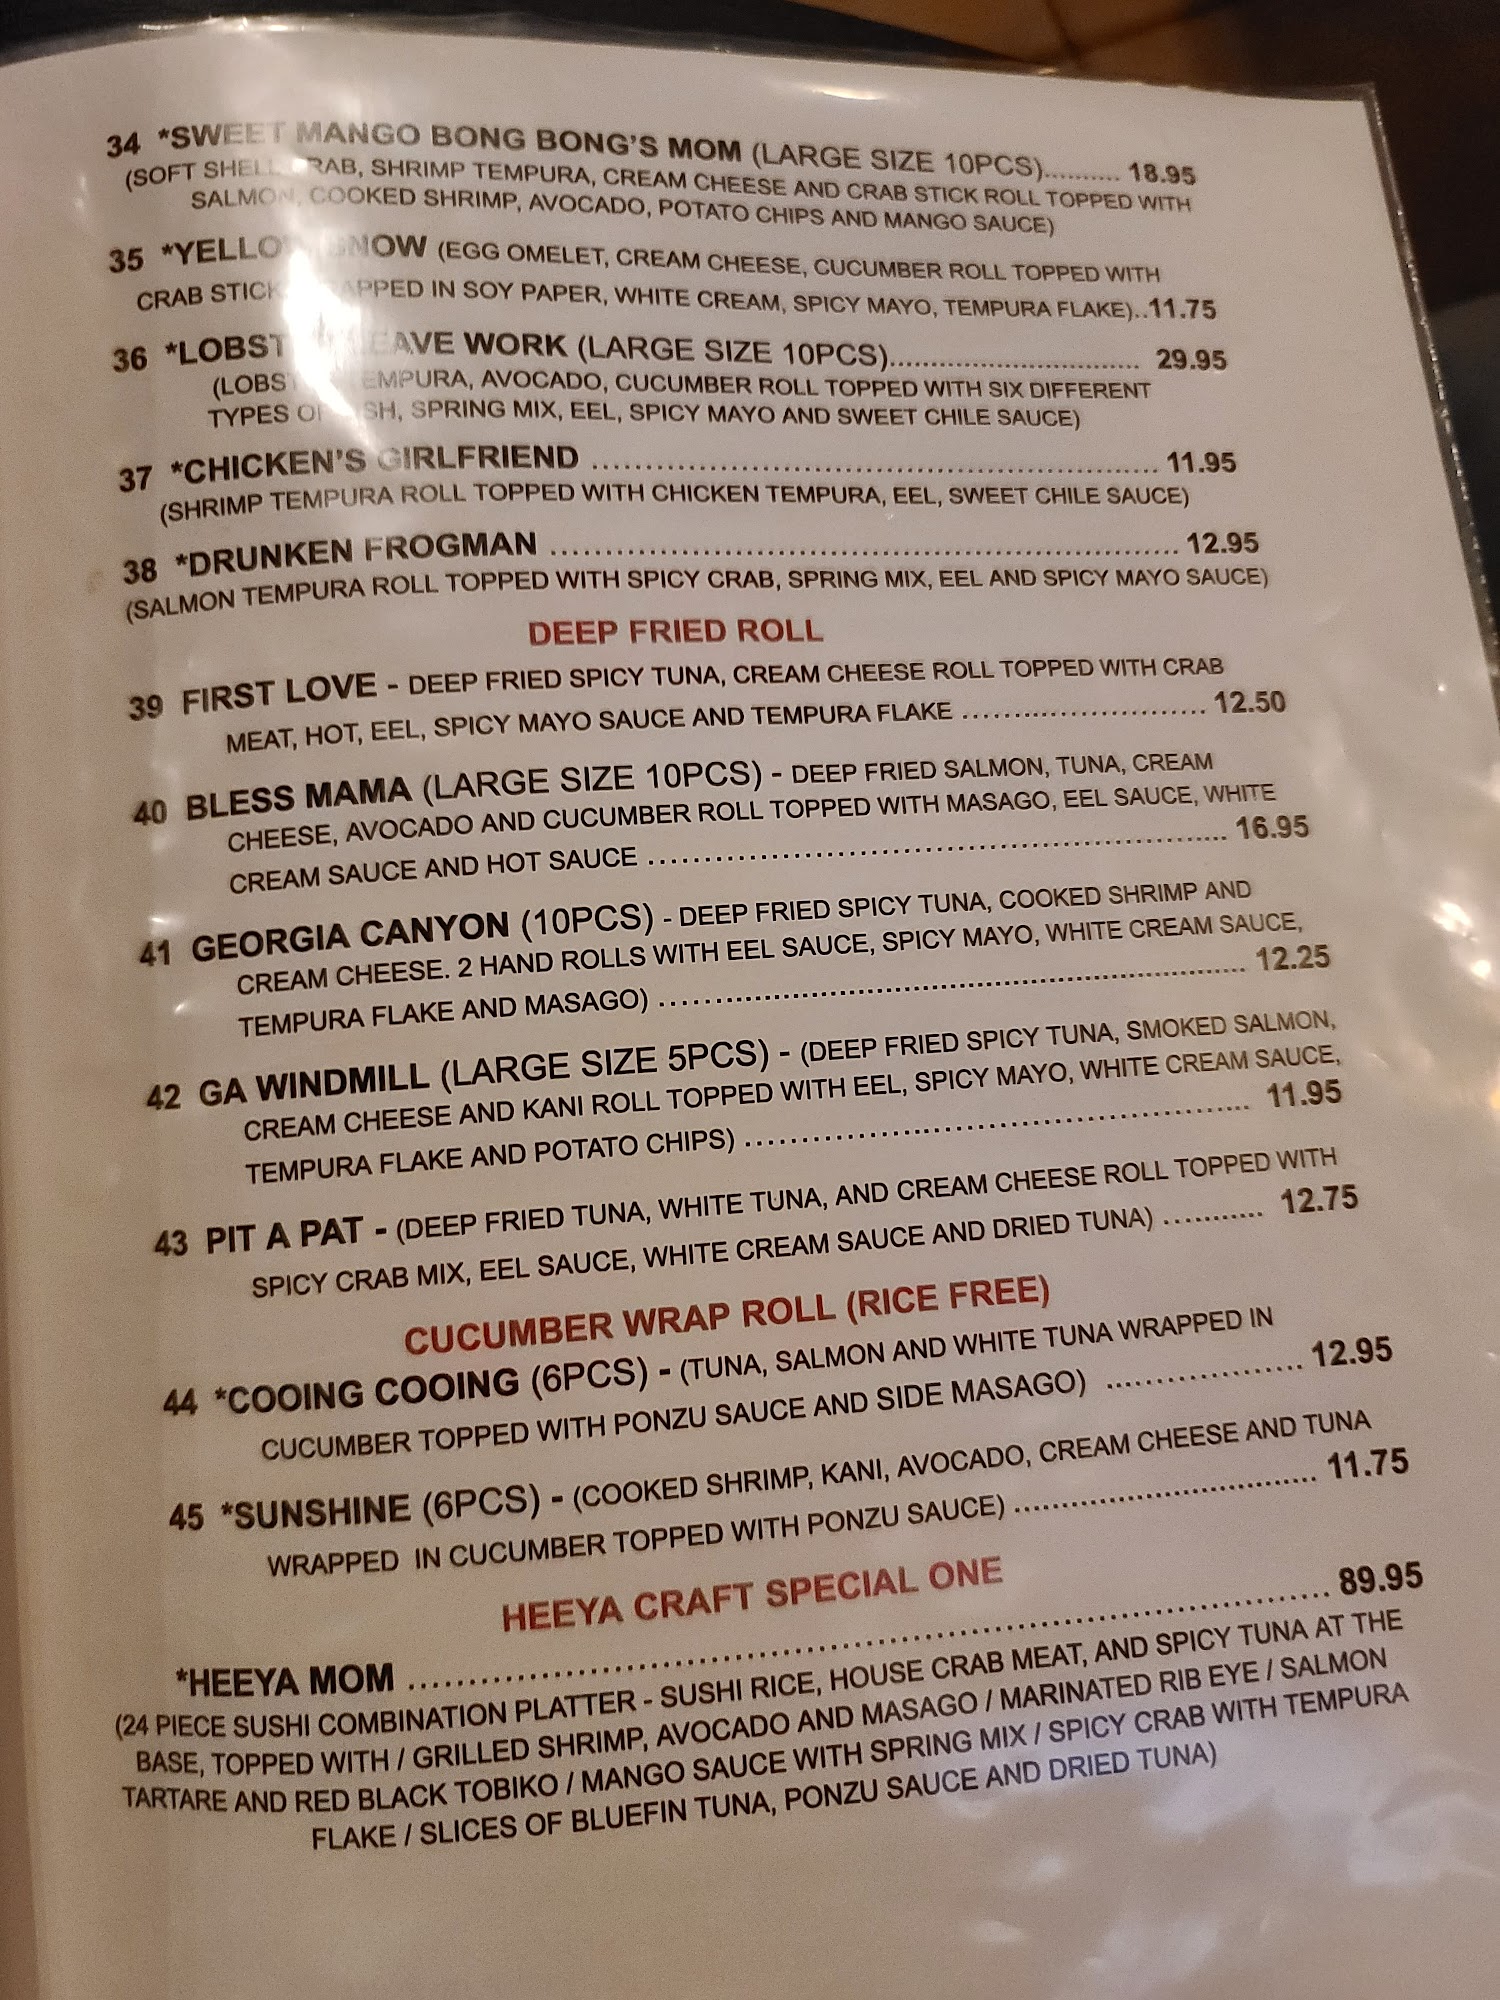 34 *SWEET MANGO BONG BONG'S MOM (LARGE SIZE 10PCS).......... 18.95
(SOFT SHELL CRAB, SHRIMP TEMPURA, CREAM CHEESE AND CRAB STICK ROLL TOPPED WITH
SALMON, COOKED SHRIMP, AVOCADO, POTATO CHIPS AND MANGO SAUCE)
35 *YELLOW SNOW (EGG OMELET, CREAM CHEESE, CUCUMBER ROLL TOPPED WITH
CRAB STICK WRAPPED IN SOY PAPER, WHITE CREAM, SPICY MAYO, TEMPURA FLAKE)..11.75
36 *LOBSTER LEAVE WORK (LARGE SIZE 10PCS).............................. 29.95
(LOBSTER TEMPURA, AVOCADO, CUCUMBER ROLL TOPPED WITH SIX DIFFERENT
TYPES OF FISH, SPRING MIX, EEL, SPICY MAYO AND SWEET CHILE SAUCE)
37 *CHICKEN'S GIRLFRIEND .............................................................. 11.95
(SHRIMP TEMPURA ROLL TOPPED WITH CHICKEN TEMPURA, EEL, SWEET CHILE SAUCE)
38 *DRUNKEN FROGMAN ..................................................................... 12.95
(SALMON TEMPURA ROLL TOPPED WITH SPICY CRAB, SPRING MIX, EEL AND SPICY MAYO SAUCE)
DEEP FRIED ROLL
39 FIRST LOVE - DEEP FRIED SPICY TUNA, CREAM CHEESE ROLL TOPPED WITH CRAB
MEAT, HOT, EEL, SPICY MAYO SAUCE AND TEMPURA FLAKE ........................... 12.50
40 BLESS MAMA (LARGE SIZE 10PCS) - DEEP FRIED SALMON, TUNA, CREAM
CHEESE, AVOCADO AND CUCUMBER ROLL TOPPED WITH MASAGO, EEL SAUCE, WHITE
CREAM SAUCE AND HOT SAUCE ............................................................... 16.95
41 GEORGIA CANYON (10PCS) - DEEP FRIED SPICY TUNA, COOKED SHRIMP AND
CREAM CHEESE. 2 HAND ROLLS WITH EEL SAUCE, SPICY MAYO, WHITE CREAM SAUCE,
TEMPURA FLAKE AND MASAGO) ............................................................... 12.25
42 GA WINDMILL (LARGE SIZE 5PCS) - (DEEP FRIED SPICY TUNA, SMOKED SALMON,
CREAM CHEESE AND KANI ROLL TOPPED WITH EEL, SPICY MAYO, WHITE CREAM SAUCE,
TEMPURA FLAKE AND POTATO CHIPS) ...................................................... 11.95
43 PIT A PAT - (DEEP FRIED TUNA, WHITE TUNA, AND CREAM CHEESE ROLL TOPPED WITH
SPICY CRAB MIX, EEL SAUCE, WHITE CREAM SAUCE AND DRIED TUNA) ........... 12.75
CUCUMBER WRAP ROLL (RICE FREE)
44 *COOING COOING (6PCS) - (TUNA, SALMON AND WHITE TUNA WRAPPED IN
CUCUMBER TOPPED WITH PONZU SAUCE AND SIDE MASAGO) .................... 12.95
45 *SUNSHINE (6PCS) - (COOKED SHRIMP, KANI, AVOCADO, CREAM CHEESE AND TUNA
WRAPPED IN CUCUMBER TOPPED WITH PONZU SAUCE) ................................. 11.75
HEEYA CRAFT SPECIAL ONE
*HEEYA MOM ............................................................................................ 89.95
(24 PIECE SUSHI COMBINATION PLATTER - SUSHI RICE, HOUSE CRAB MEAT, AND SPICY TUNA AT THE
BASE, TOPPED WITH / GRILLED SHRIMP, AVOCADO AND MASAGO / MARINATED RIB EYE / SALMON
TARTARE AND RED BLACK TOBIKO / MANGO SAUCE WITH SPRING MIX / SPICY CRAB WITH TEMPURA
FLAKE / SLICES OF BLUEFIN TUNA, PONZU SAUCE AND DRIED TUNA)